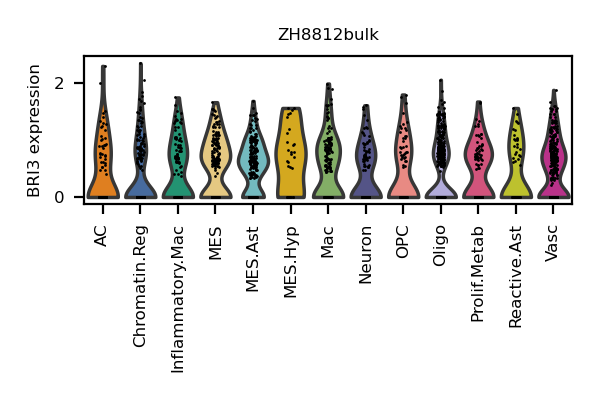 ZH8812bulk
BRI3 expression
2
0
AC
Chromatin.Reg
Inflammatory.Mac
MES
MES.Ast
MES.Hyp
Mac
Neuron
OPC
Oligo
Prolif.Metab
Reactive.Ast
Vasc